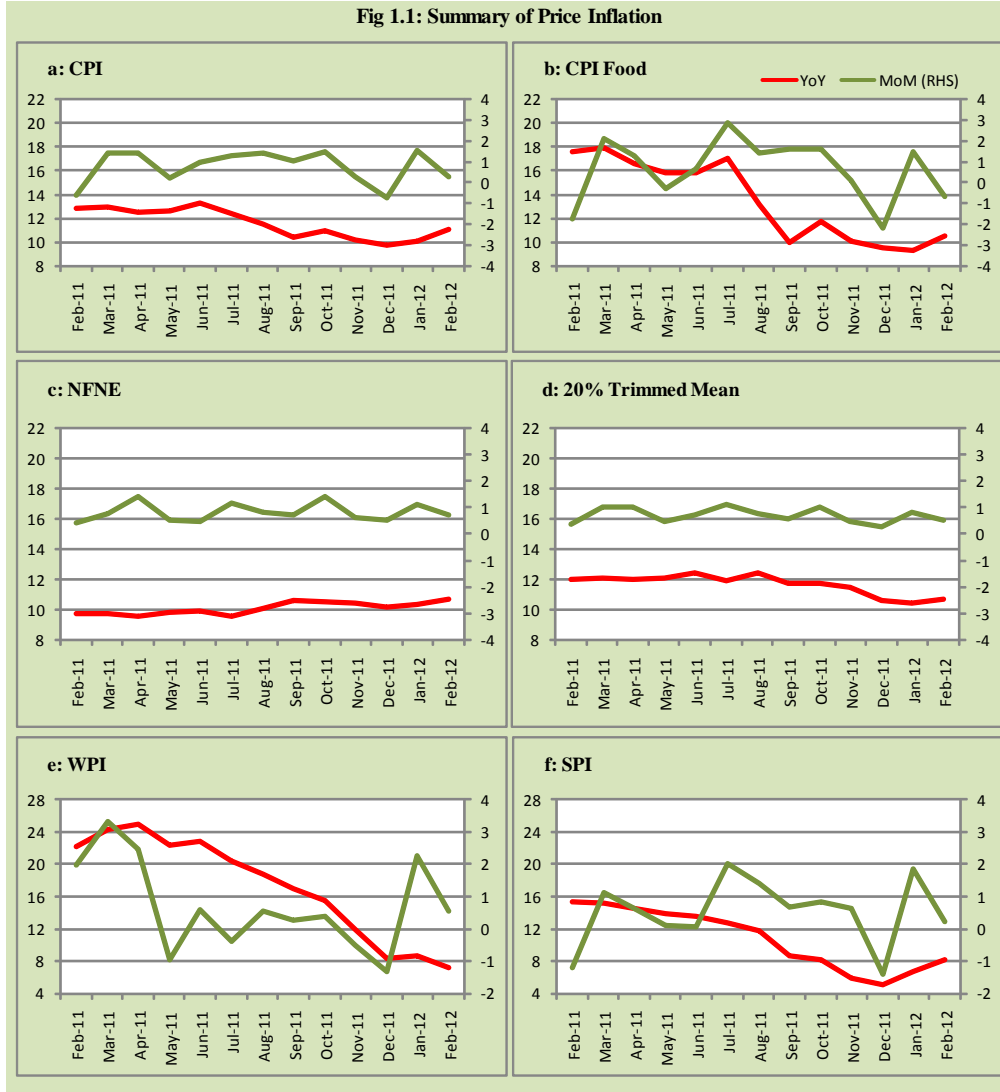 Fig 1.1: Summary of Price Inflation
a: CPI
22
20
18
16
14
12
10
8
4
3
2
1
0
-1
-2
-3
-4
Feb-11
Mar-11
Apr-11
May-11
Jun-11
Jul-11
Aug-11
Sep-11
Oct-11
Nov-11
Dec-11
Jan-12
Feb-12
b: CPI Food
YoY MoM (RHS)
22
20
18
16
14
12
10
8
4
3
2
1
0
-1
-2
-3
-4
Feb-11
Mar-11
Apr-11
May-11
Jun-11
Jul-11
Aug-11
Sep-11
Oct-11
Nov-11
Dec-11
Jan-12
Feb-12
c: NFNE
22
20
18
16
14
12
10
8
4
3
2
1
0
-1
-2
-3
-4
Feb-11
Mar-11
Apr-11
May-11
Jun-11
Jul-11
Aug-11
Sep-11
Oct-11
Nov-11
Dec-11
Jan-12
Feb-12
d: 20% Trimmed Mean
22
20
18
16
14
12
10
8
4
3
2
1
0
-1
-2
-3
-4
Feb-11
Mar-11
Apr-11
May-11
Jun-11
Jul-11
Aug-11
Sep-11
Oct-11
Nov-11
Dec-11
Jan-12
Feb-12
e: WPI
28
24
20
16
12
8
4
4
3
2
1
0
-1
-2
Feb-11
Mar-11
Apr-11
May-11
Jun-11
Jul-11
Aug-11
Sep-11
Oct-11
Nov-11
Dec-11
Jan-12
Feb-12
f: SPI
28
24
20
16
12
8
4
4
3
2
1
0
-1
-2
Feb-11
Mar-11
Apr-11
May-11
Jun-11
Jul-11
Aug-11
Sep-11
Oct-11
Nov-11
Dec-11
Jan-12
Feb-12